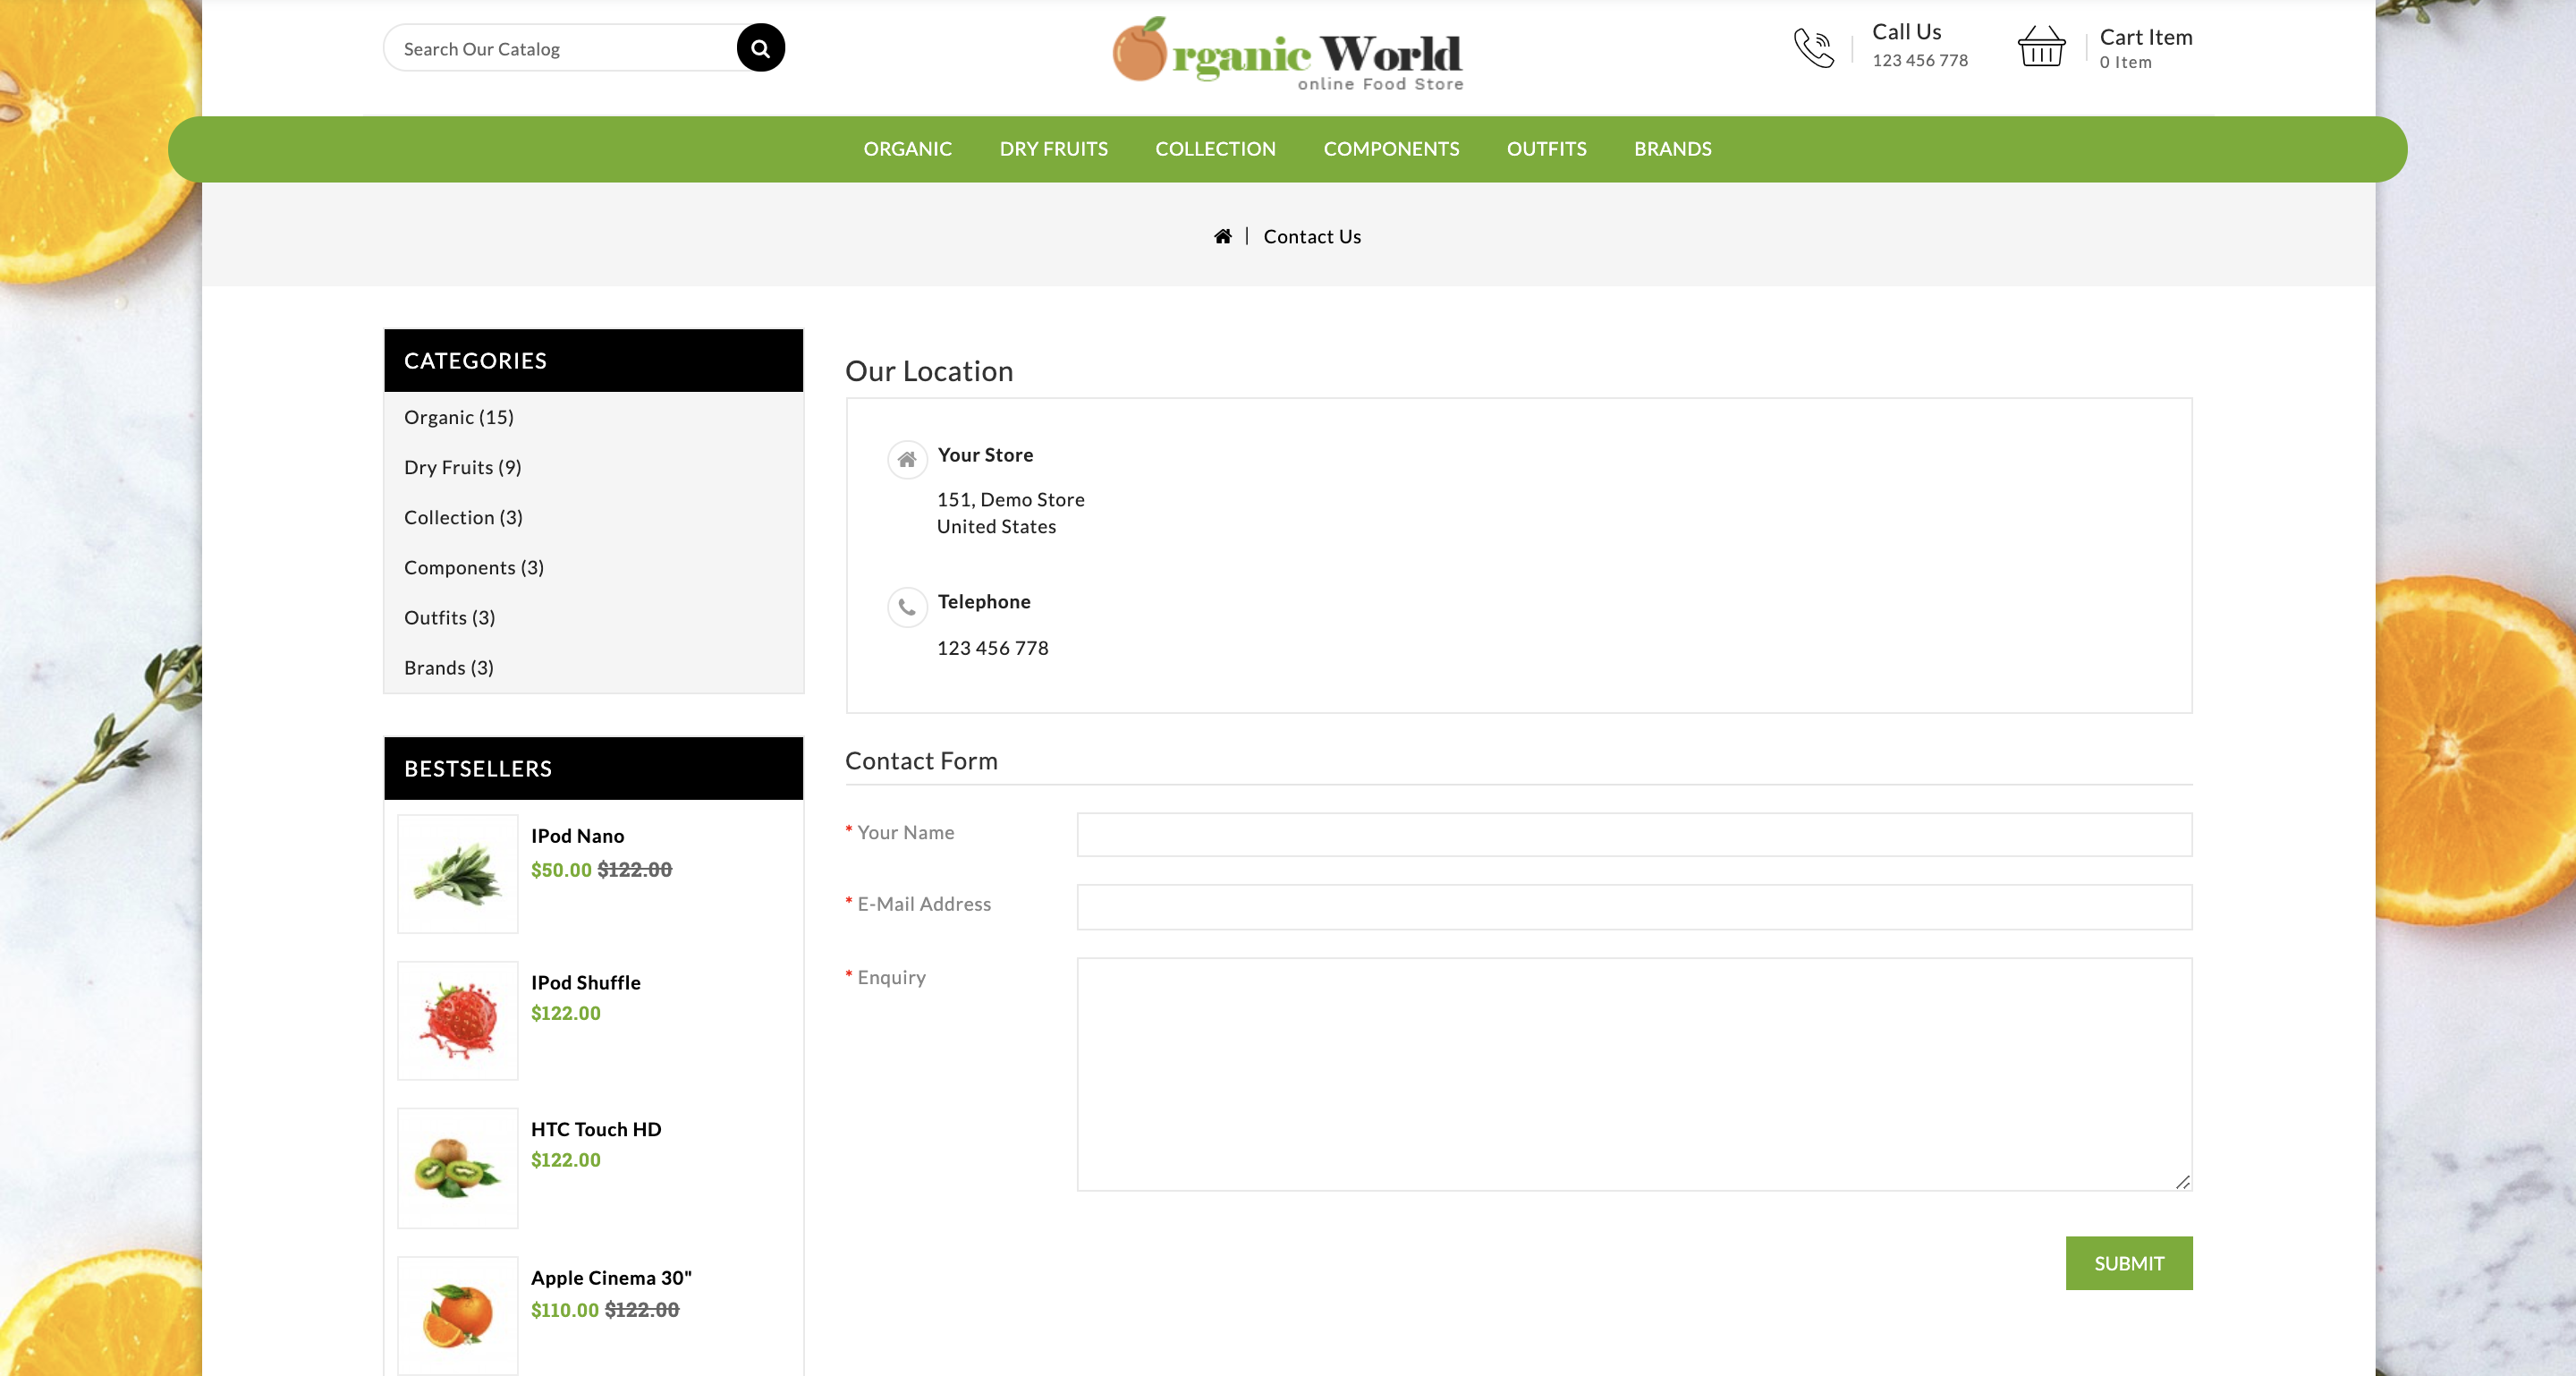 Search Our Catalog
rganic World
online Food Store
Call Us
123 456 778
Cart Item
0 Item
ORGANIC DRY FRUITS COLLECTION COMPONENTS OUTFITS BRANDS
| Contact Us
CATEGORIES
Organic (15)
Dry Fruits (9)
Collection (3)
Components (3)
Outfits (3)
Brands (3)
BESTSELLERS
IPod Nano
$50.00 $122.00
IPod Shuffle
$122.00
HTC Touch HD
$122.00
Apple Cinema 30"
$110.00 $122.00
Our Location
Your Store
151, Demo Store
United States
Telephone
123 456 778
Contact Form
* Your Name
* E-Mail Address
* Enquiry
SUBMIT